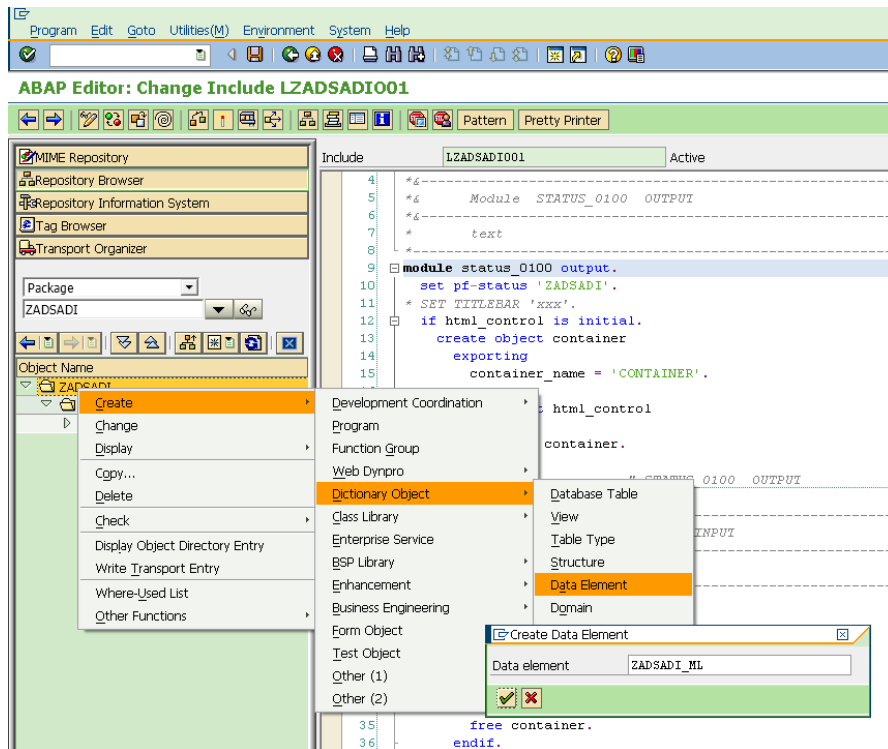 Program Edit Goto Utilities(M) Environment System Help
ABAP Editor: Change Include LZADSADIO01
Pattern Pretty Printer
MIME Repository
Repository Browser
Repository Information System
Tag Browser
Transport Organizer
Package
ZADSADI
Object Name
ZADSADI
Create
Change
Display
Copy...
Delete
Check
Display Object Directory Entry
Write Transport Entry
Where-Used List
Other Functions
Development Coordination
Program
Function Group
Web Dynpro
Dictionary Object
Class Library
Enterprise Service
BSP Library
Enhancement
Business Engineering
Form Object
Test Object
Other (1)
Other (2)
Database Table
View
Table Type
Structure
Data Element
Domain
Create Data Element
Data element ZADSADI_ML
Include LZADSADIO01 Active
4 *&---------------------------------------------------------------------
5 *& Module STATUS_0100 OUTPUT
6 *&---------------------------------------------------------------------
7 * text
8 *----------------------------------------------------------------------
9 module status_0100 output.
10 set pf-status 'ZADSADI'.
11 * SET TITLEBAR 'xxx'.
12 if html_control is initial.
13 create object container
14 exporting
15 container_name = 'CONTAINER'.
html_control
container.
" STATUS_0100 OUTPUT
INPUT
35 free container.
36 endif.